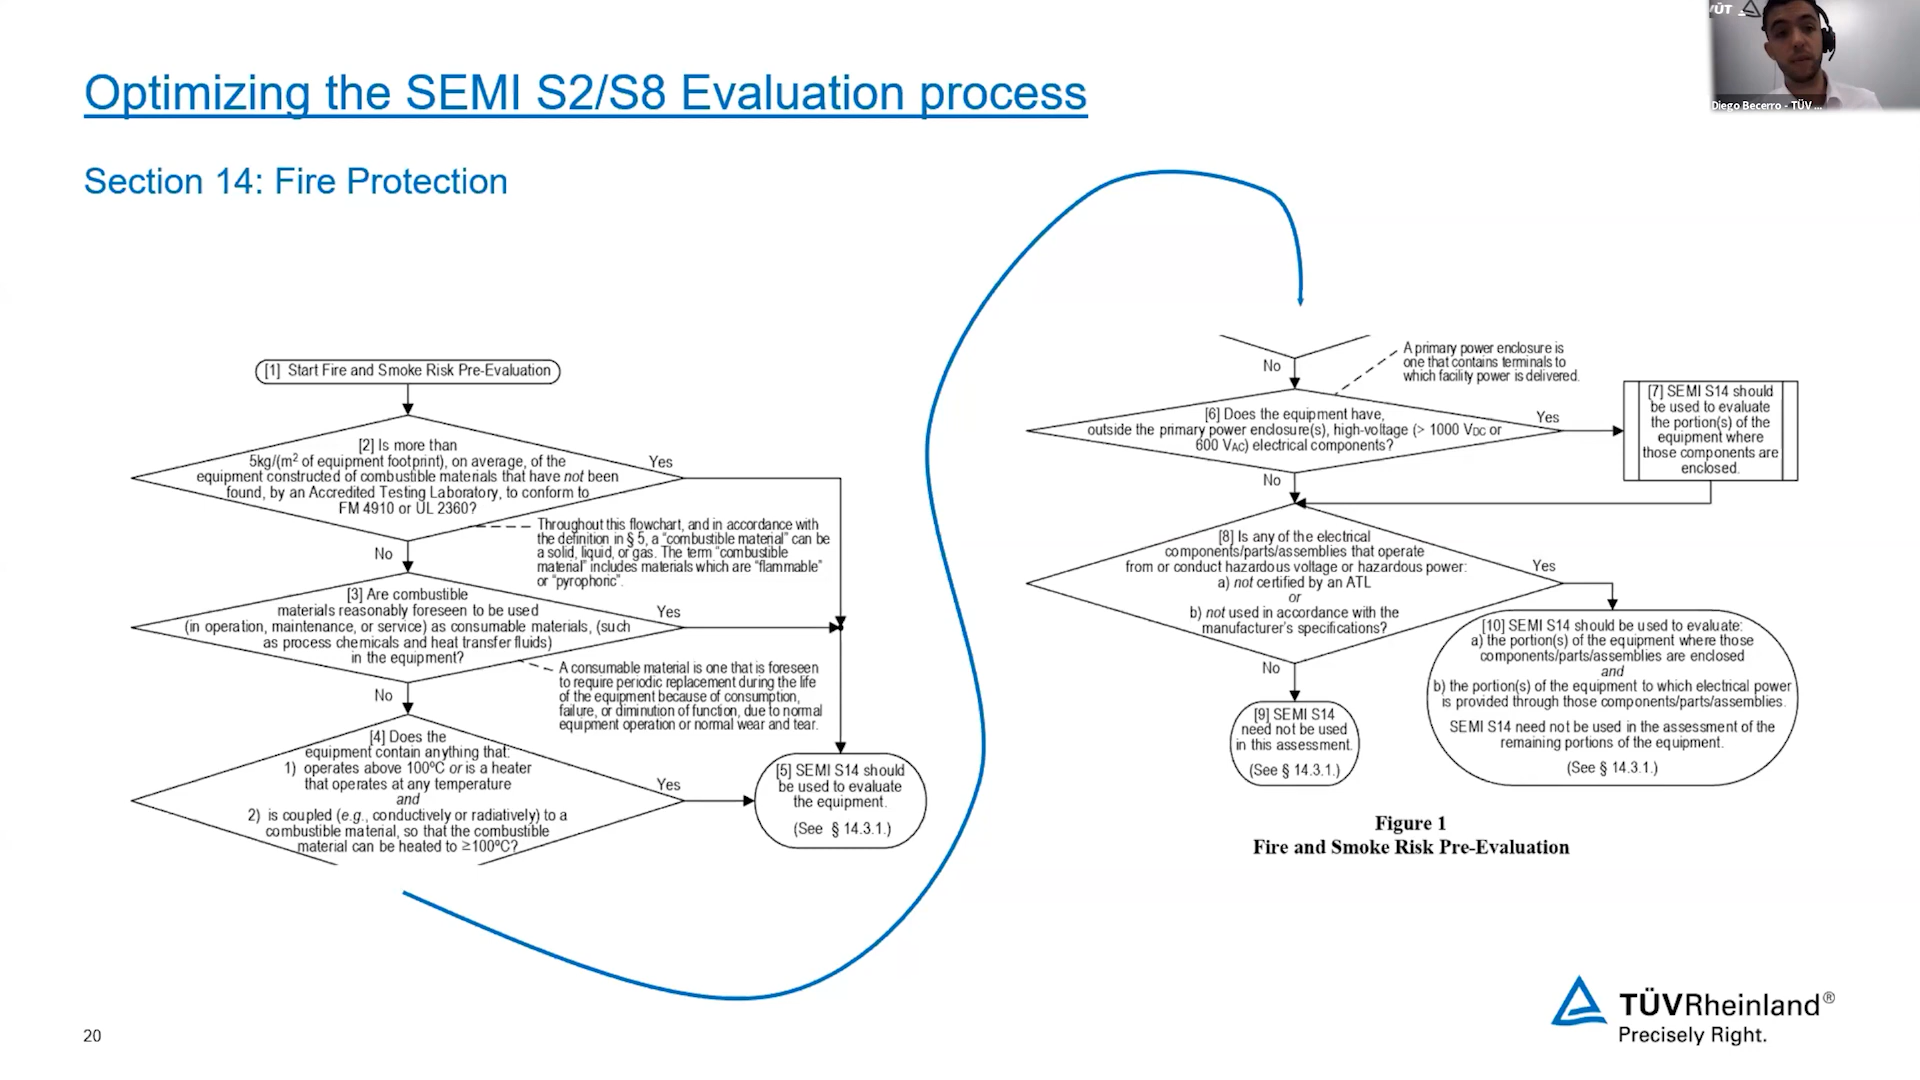 Optimizing the SEMI S2/S8 Evaluation process
Section 14: Fire Protection
[1] Start Fire and Smoke Risk Pre-Evaluation
[2] Is more than
5kg/(m² of equipment footprint), on average, of the
equipment constructed of combustible materials that have not been
found, by an Accredited Testing Laboratory, to conform to
FM 4910 or UL 2360?
Yes
No
Throughout this flowchart, and in accordance with
the definition in § 5, a “combustible material” can be
a solid, liquid, or gas. The term “combustible
material” includes materials which are “flammable”
or “pyrophoric”.
[3] Are combustible
materials reasonably foreseen to be used
(in operation, maintenance, or service) as consumable materials, (such
as process chemicals and heat transfer fluids)
in the equipment?
Yes
No
A consumable material is one that is foreseen
to require periodic replacement during the life
of the equipment because of consumption,
failure, or diminution of function, due to normal
equipment operation or normal wear and tear.
[4] Does the
equipment contain anything that:
1) operates above 100ºC or is a heater
that operates at any temperature
and
2) is coupled (e.g., conductively or radiatively) to a
combustible material, so that the combustible
material can be heated to ≥100ºC?
Yes
[5] SEMI S14 should
be used to evaluate
the equipment.
(See § 14.3.1.)
No
A primary power enclosure is
one that contains terminals to
which facility power is delivered.
[6] Does the equipment have,
outside the primary power enclosure(s), high-voltage (> 1000 VDC or
600 VAC) electrical components?
Yes
No
[7] SEMI S14 should
be used to evaluate
the portion(s) of the
equipment where
those components are
enclosed.
[8] Is any of the electrical
components/parts/assemblies that operate
from or conduct hazardous voltage or hazardous power:
a) not certified by an ATL
or
b) not used in accordance with the
manufacturer’s specifications?
Yes
No
[9] SEMI S14
need not be used
in this assessment.
(See § 14.3.1.)
[10] SEMI S14 should be used to evaluate:
a) the portion(s) of the equipment where those
components/parts/assemblies are enclosed
and
b) the portion(s) of the equipment to which electrical power
is provided through those components/parts/assemblies.
SEMI S14 need not be used in the assessment of the
remaining portions of the equipment.
(See § 14.3.1.)
Figure 1
Fire and Smoke Risk Pre-Evaluation
20
TÜVRheinland®
Precisely Right.
Diego Becerro - TÜV ...